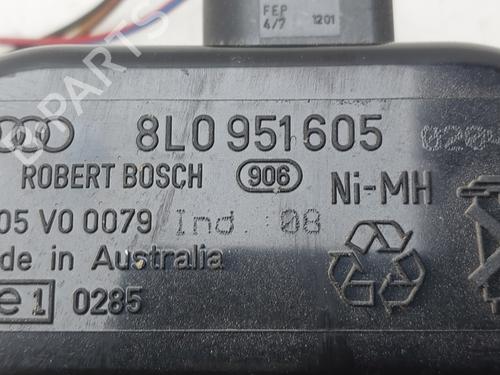 FEP
4/7 1201
8L0 951605 0204
ROBERT BOSCH 906 Ni-MH
05 V0 0079 Ind. 08
de in Australia
e1 0285